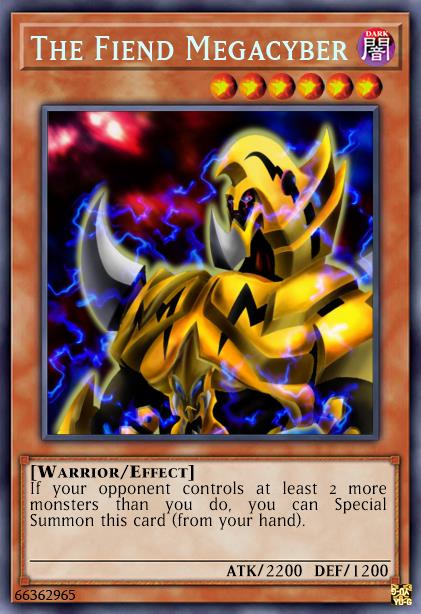 THE FIEND MEGACYBER
DARK
闇
[WARRIOR/EFFECT]
If your opponent controls at least 2 more
monsters than you do, you can Special
Summon this card (from your hand).
ATK/2200 DEF/1200
66362965